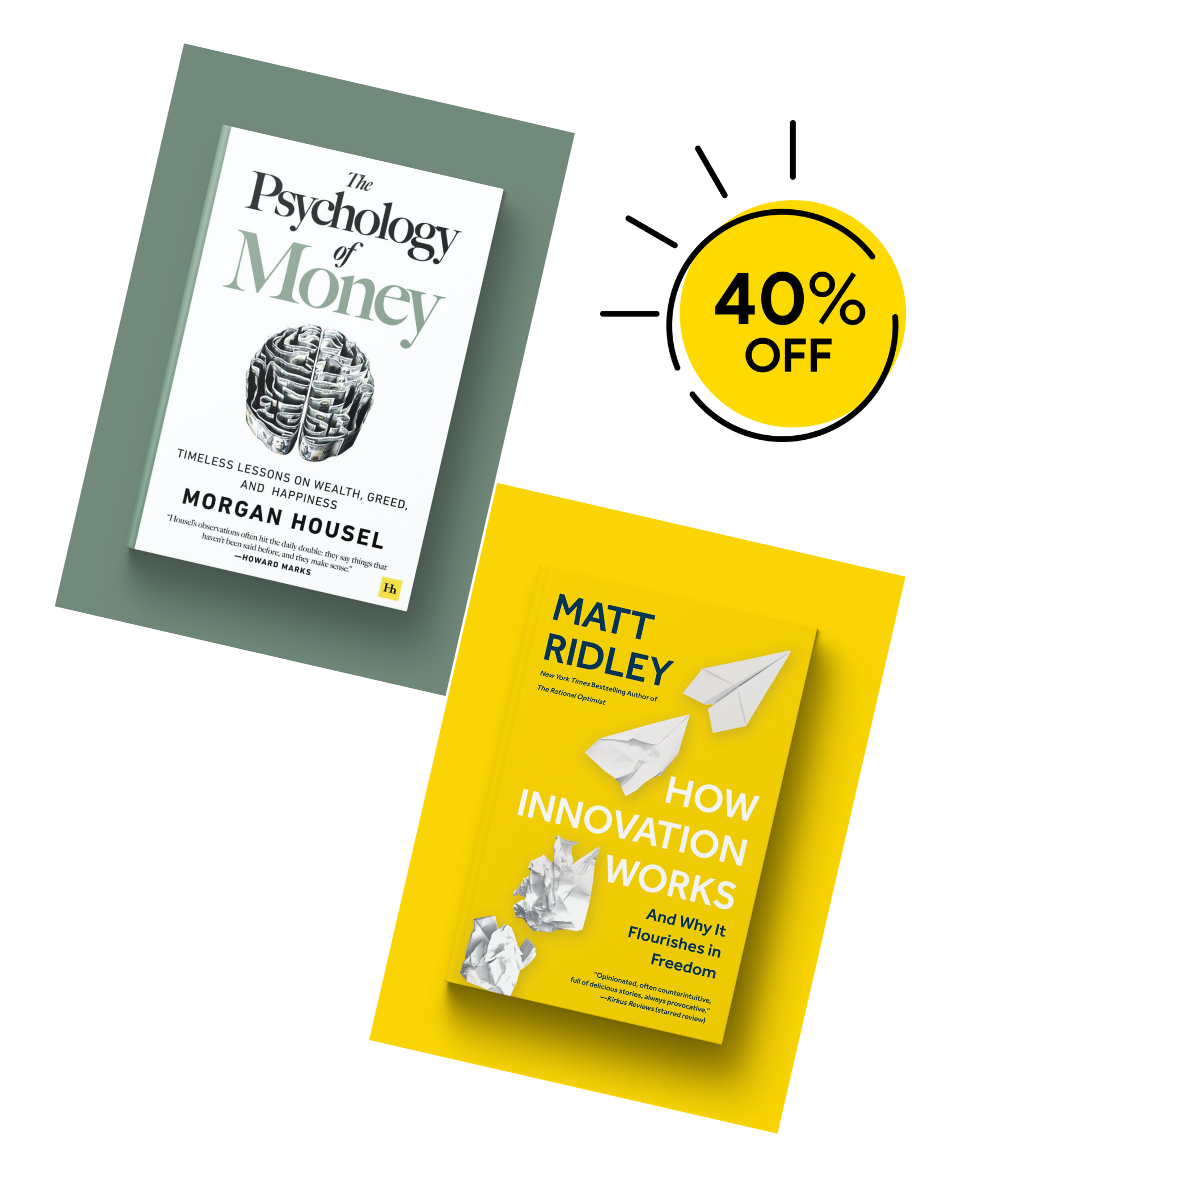 The
Psychology
of
Money
TIMELESS LESSONS ON WEALTH, GREED,
AND HAPPINESS
MORGAN HOUSEL
"Housel's observations often hit the daily double: they say things that
haven't been said before, and they make sense."
—HOWARD MARKS
Hh
40%
OFF
MATT
RIDLEY
New York Times Bestselling Author of
The Rational Optimist
HOW
INNOVATION
WORKS
And Why It
Flourishes in
Freedom
"Opinionated, often counterintuitive,
full of delicious stories, always provocative."
—Kirkus Reviews (starred review)